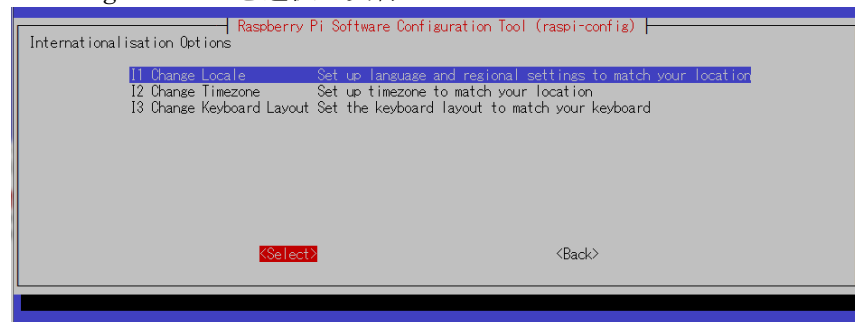 Raspberry Pi Software Configuration Tool (raspi-config)
Internationalisation Options
I1 Change Locale Set up language and regional settings to match your location
I2 Change Timezone Set up timezone to match your location
I3 Change Keyboard Layout Set the keyboard layout to match your keyboard
<Select> <Back>